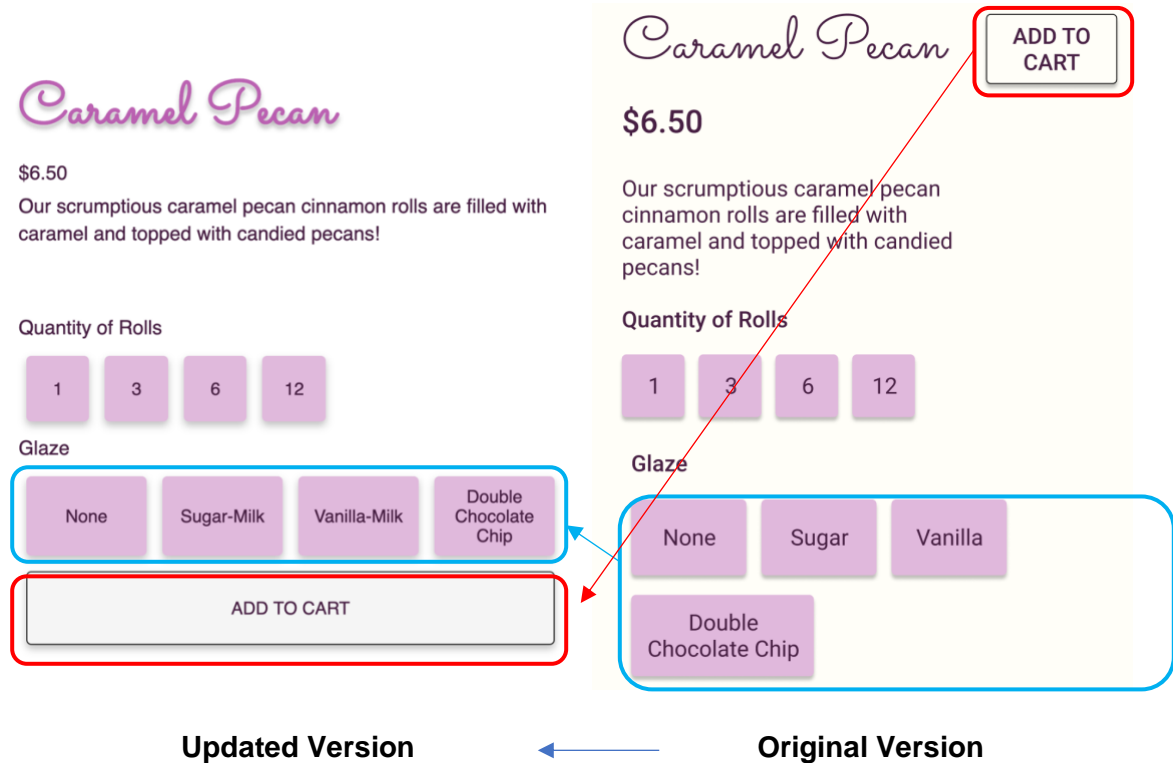 Caramel Pecan
$6.50
Our scrumptious caramel pecan cinnamon rolls are filled with
caramel and topped with candied pecans!
Quantity of Rolls
1 3 6 12
Glaze
None Sugar-Milk Vanilla-Milk Double
Chocolate
Chip
ADD TO CART
Updated Version
Caramel Pecan
ADD TO
CART
$6.50
Our scrumptious caramel pecan
cinnamon rolls are filled with
caramel and topped with candied
pecans!
Quantity of Rolls
1 3 6 12
Glaze
None Sugar Vanilla
Double
Chocolate Chip
Original Version